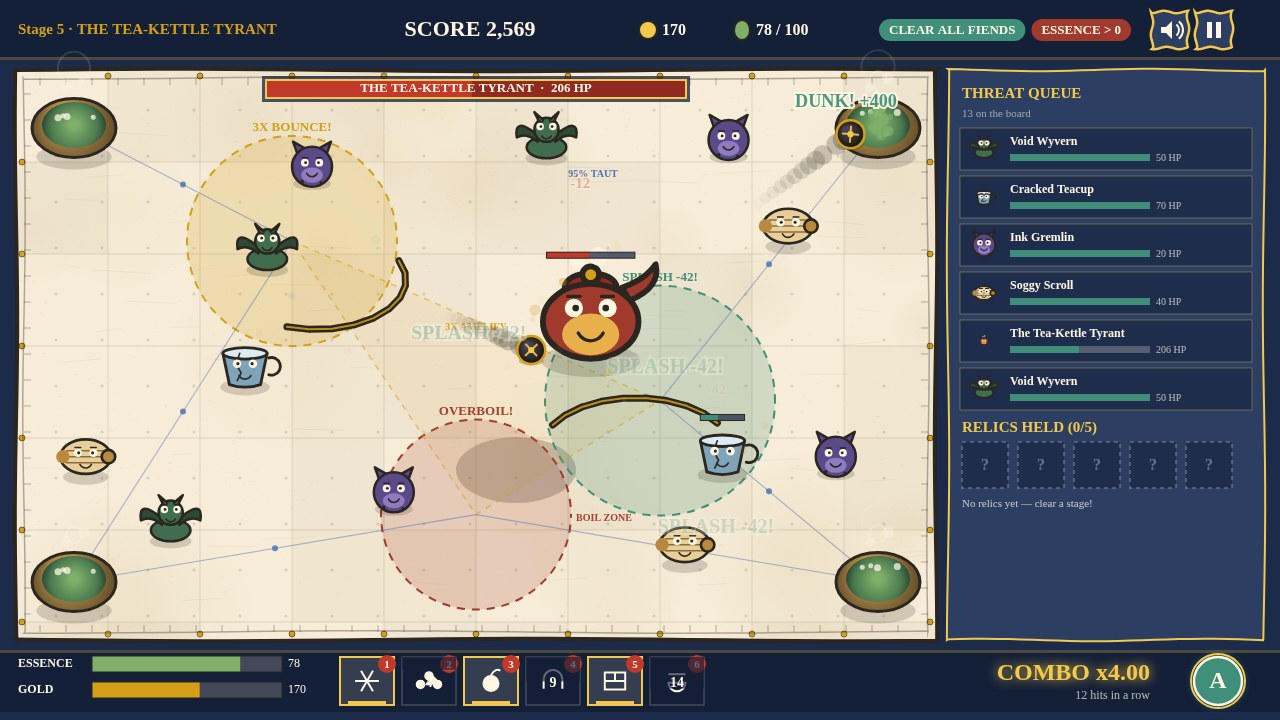 Stage 5 · THE TEA-KETTLE TYRANT
SCORE 2,569
170
78 / 100
CLEAR ALL FIENDS
ESSENCE > 0
THE TEA-KETTLE TYRANT · 206 HP
DUNK! +400
3X BOUNCE!
95% TAUT
-12
SPLASH -42!
SPLASH -42!
SPLASH -42!
-42
OVERBOIL!
BOIL ZONE
SPLASH -42!
THREAT QUEUE
13 on the board
Void Wyvern
50 HP
Cracked Teacup
70 HP
Ink Gremlin
20 HP
Soggy Scroll
40 HP
The Tea-Kettle Tyrant
206 HP
Void Wyvern
50 HP
RELICS HELD (0/5)
? ? ? ? ?
No relics yet — clear a stage!
ESSENCE 78
GOLD 170
1 2 3 4 5 6
9 14
COMBO x4.00
12 hits in a row
A